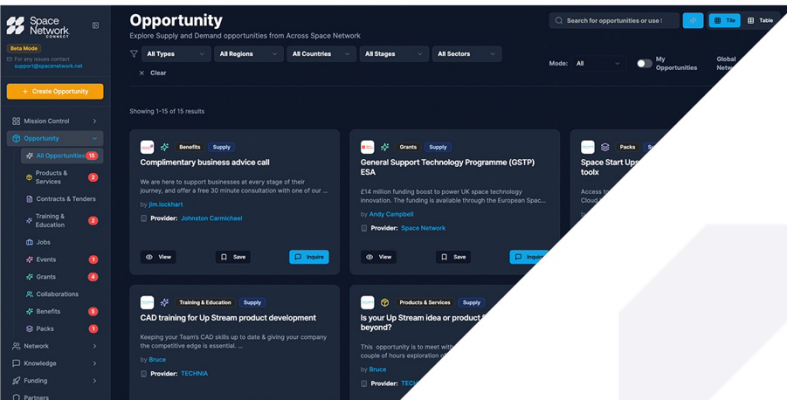 Space
Network
CONNECT
Beta Mode
For any issues contact
support@spacenetwork.net
+ Create Opportunity
Mission Control
Opportunity
All Opportunities 15
Products &
Services 2
Contracts & Tenders
Training &
Education 2
Jobs
Events 1
Grants 4
Collaborations
Benefits 5
Packs 1
Network
Knowledge
Funding
Partners
Opportunity
Explore Supply and Demand opportunities from Across Space Network
Search for opportunities or use
Tile
Table
All Types
All Regions
All Countries
All Stages
All Sectors
× Clear
Mode: All
My
Opportunities
Global
Showing 1-15 of 15 results
Benefits Supply
Complimentary business advice call
We are here to support businesses at every stage of their
journey, and offer a free 30 minute consultation with one of our ...
by jim.lockhart
Provider: Johnston Carmichael
View Save Inquire
Grants Supply
General Support Technology Programme (GSTP)
ESA
£14 million funding boost to power UK space technology
innovation. The funding is available through the European Spac...
by Andy Campbell
Provider: Space Network
View Save
Packs
Space Start
toolx
Access
Training & Education Supply
CAD training for Up Stream product development
Keeping your Team's CAD skills up to date & giving your company
the competitive edge is essential. ...
by Bruce
Provider: TECHNIA
Products & Services Supply
Is your Up Stream idea or product
beyond?
This opportunity is to meet
couple of hours exploration
by Bruce
Provider: